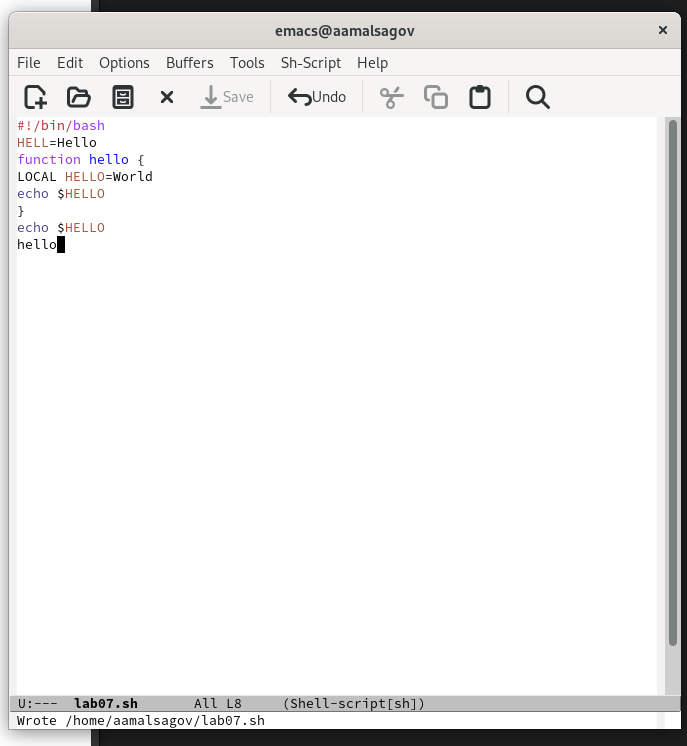 emacs@aamalsagov
File Edit Options Buffers Tools Sh-Script Help
Save Undo
#!/bin/bash
HELL=Hello
function hello {
LOCAL HELLO=World
echo $HELLO
}
echo $HELLO
hello
U:--- lab07.sh All L8 (Shell-script[sh])
Wrote /home/aamalsagov/lab07.sh